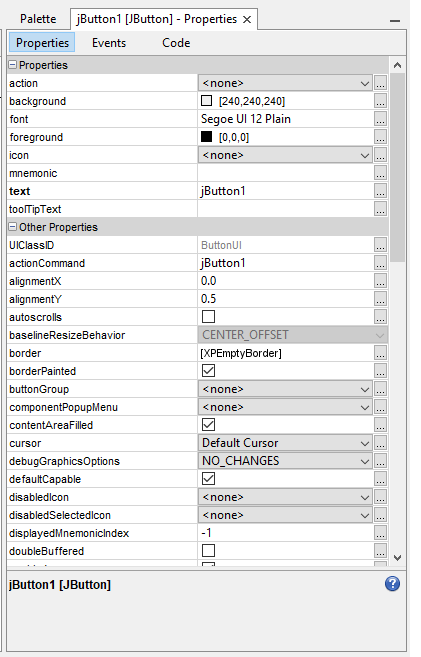 Palette jButton1 [JButton] - Properties ×
Properties Events Code
Properties
action <none> ...
background [240,240,240] ...
font Segoe UI 12 Plain ...
foreground [0,0,0] ...
icon <none> ...
mnemonic ...
text jButton1 ...
toolTipText ...
Other Properties
UIClassID ButtonUI ...
actionCommand jButton1 ...
alignmentX 0.0 ...
alignmentY 0.5 ...
autoscrolls ...
baselineResizeBehavior CENTER_OFFSET ...
border [XPEmptyBorder] ...
borderPainted ...
buttonGroup <none> ...
componentPopupMenu <none> ...
contentAreaFilled ...
cursor Default Cursor ...
debugGraphicsOptions NO_CHANGES ...
defaultCapable ...
disabledIcon <none> ...
disabledSelectedIcon <none> ...
displayedMnemonicIndex -1 ...
doubleBuffered ...
jButton1 [JButton] ?